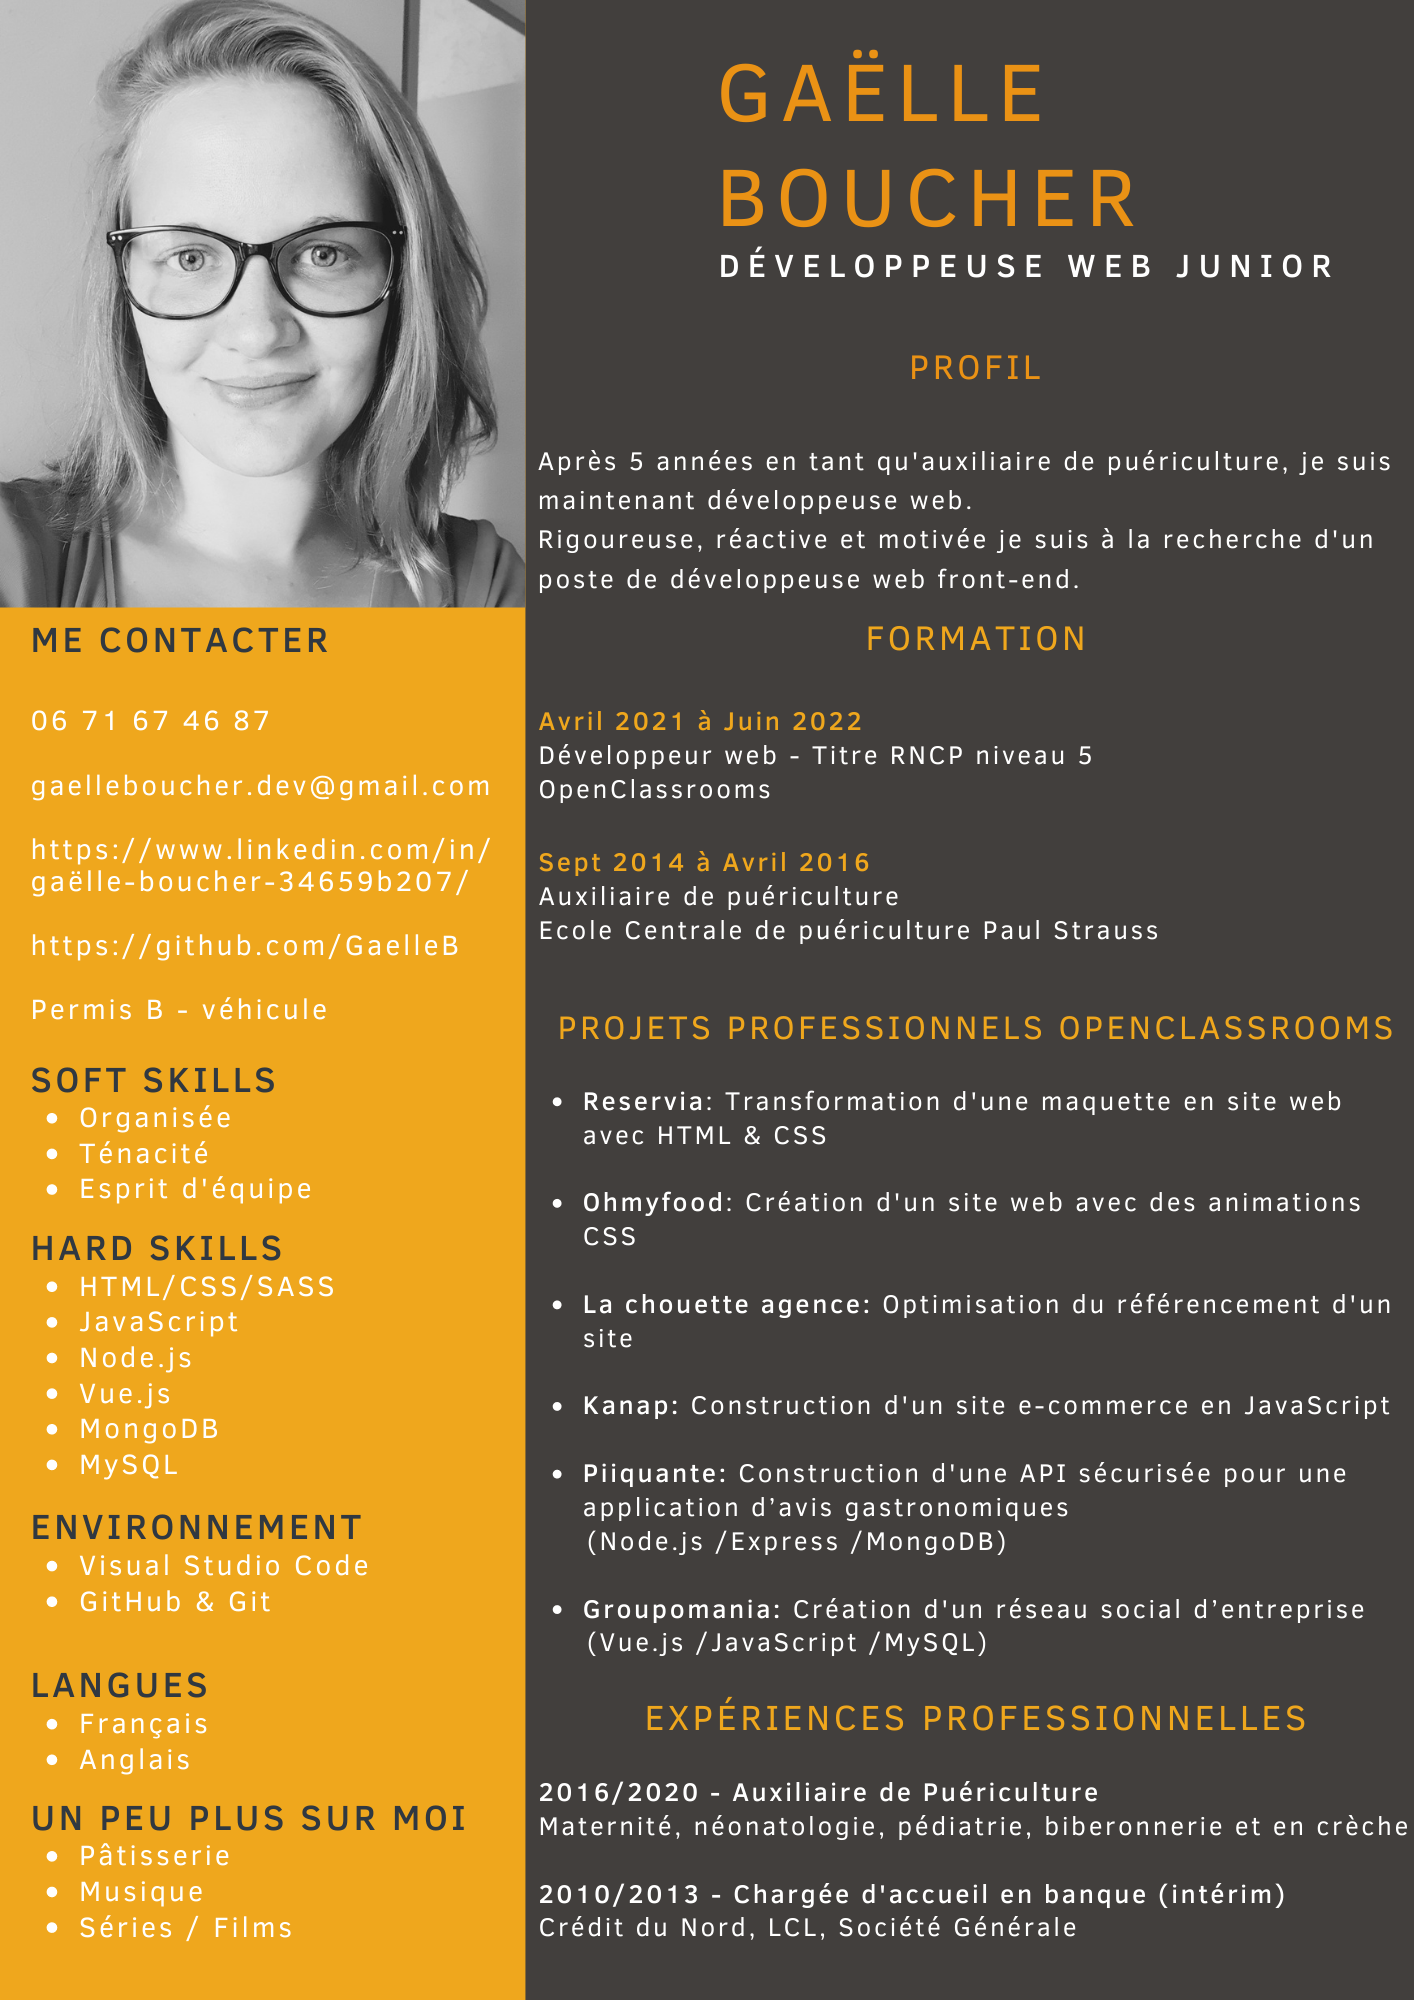 GAËLLE
BOUCHER
DÉVELOPPEUSE WEB JUNIOR
PROFIL
Après 5 années en tant qu'auxiliaire de puériculture, je suis
maintenant développeuse web.
Rigoureuse, réactive et motivée je suis à la recherche d'un
poste de développeuse web front-end.
ME CONTACTER
06 71 67 46 87
gaelleboucher.dev@gmail.com
https://www.linkedin.com/in/
gaëlle-boucher-34659b207/
https://github.com/GaelleB
Permis B - véhicule
SOFT SKILLS
• Organisée
• Ténacité
• Esprit d'équipe
HARD SKILLS
• HTML/CSS/SASS
• JavaScript
• Node.js
• Vue.js
• MongoDB
• MySQL
ENVIRONNEMENT
• Visual Studio Code
• GitHub & Git
LANGUES
• Français
• Anglais
UN PEU PLUS SUR MOI
• Pâtisserie
• Musique
• Séries / Films
FORMATION
Avril 2021 à Juin 2022
Développeur web - Titre RNCP niveau 5
OpenClassrooms
Sept 2014 à Avril 2016
Auxiliaire de puériculture
Ecole Centrale de puériculture Paul Strauss
PROJETS PROFESSIONNELS OPENCLASSROOMS
• Reservia: Transformation d'une maquette en site web
avec HTML & CSS
• Ohmyfood: Création d'un site web avec des animations
CSS
• La chouette agence: Optimisation du référencement d'un
site
• Kanap: Construction d'un site e-commerce en JavaScript
• Piiquante: Construction d'une API sécurisée pour une
application d’avis gastronomiques
(Node.js /Express /MongoDB)
• Groupomania: Création d'un réseau social d’entreprise
(Vue.js /JavaScript /MySQL)
EXPÉRIENCES PROFESSIONNELLES
2016/2020 - Auxiliaire de Puériculture
Maternité, néonatologie, pédiatrie, biberonnerie et en crèche
2010/2013 - Chargée d'accueil en banque (intérim)
Crédit du Nord, LCL, Société Générale